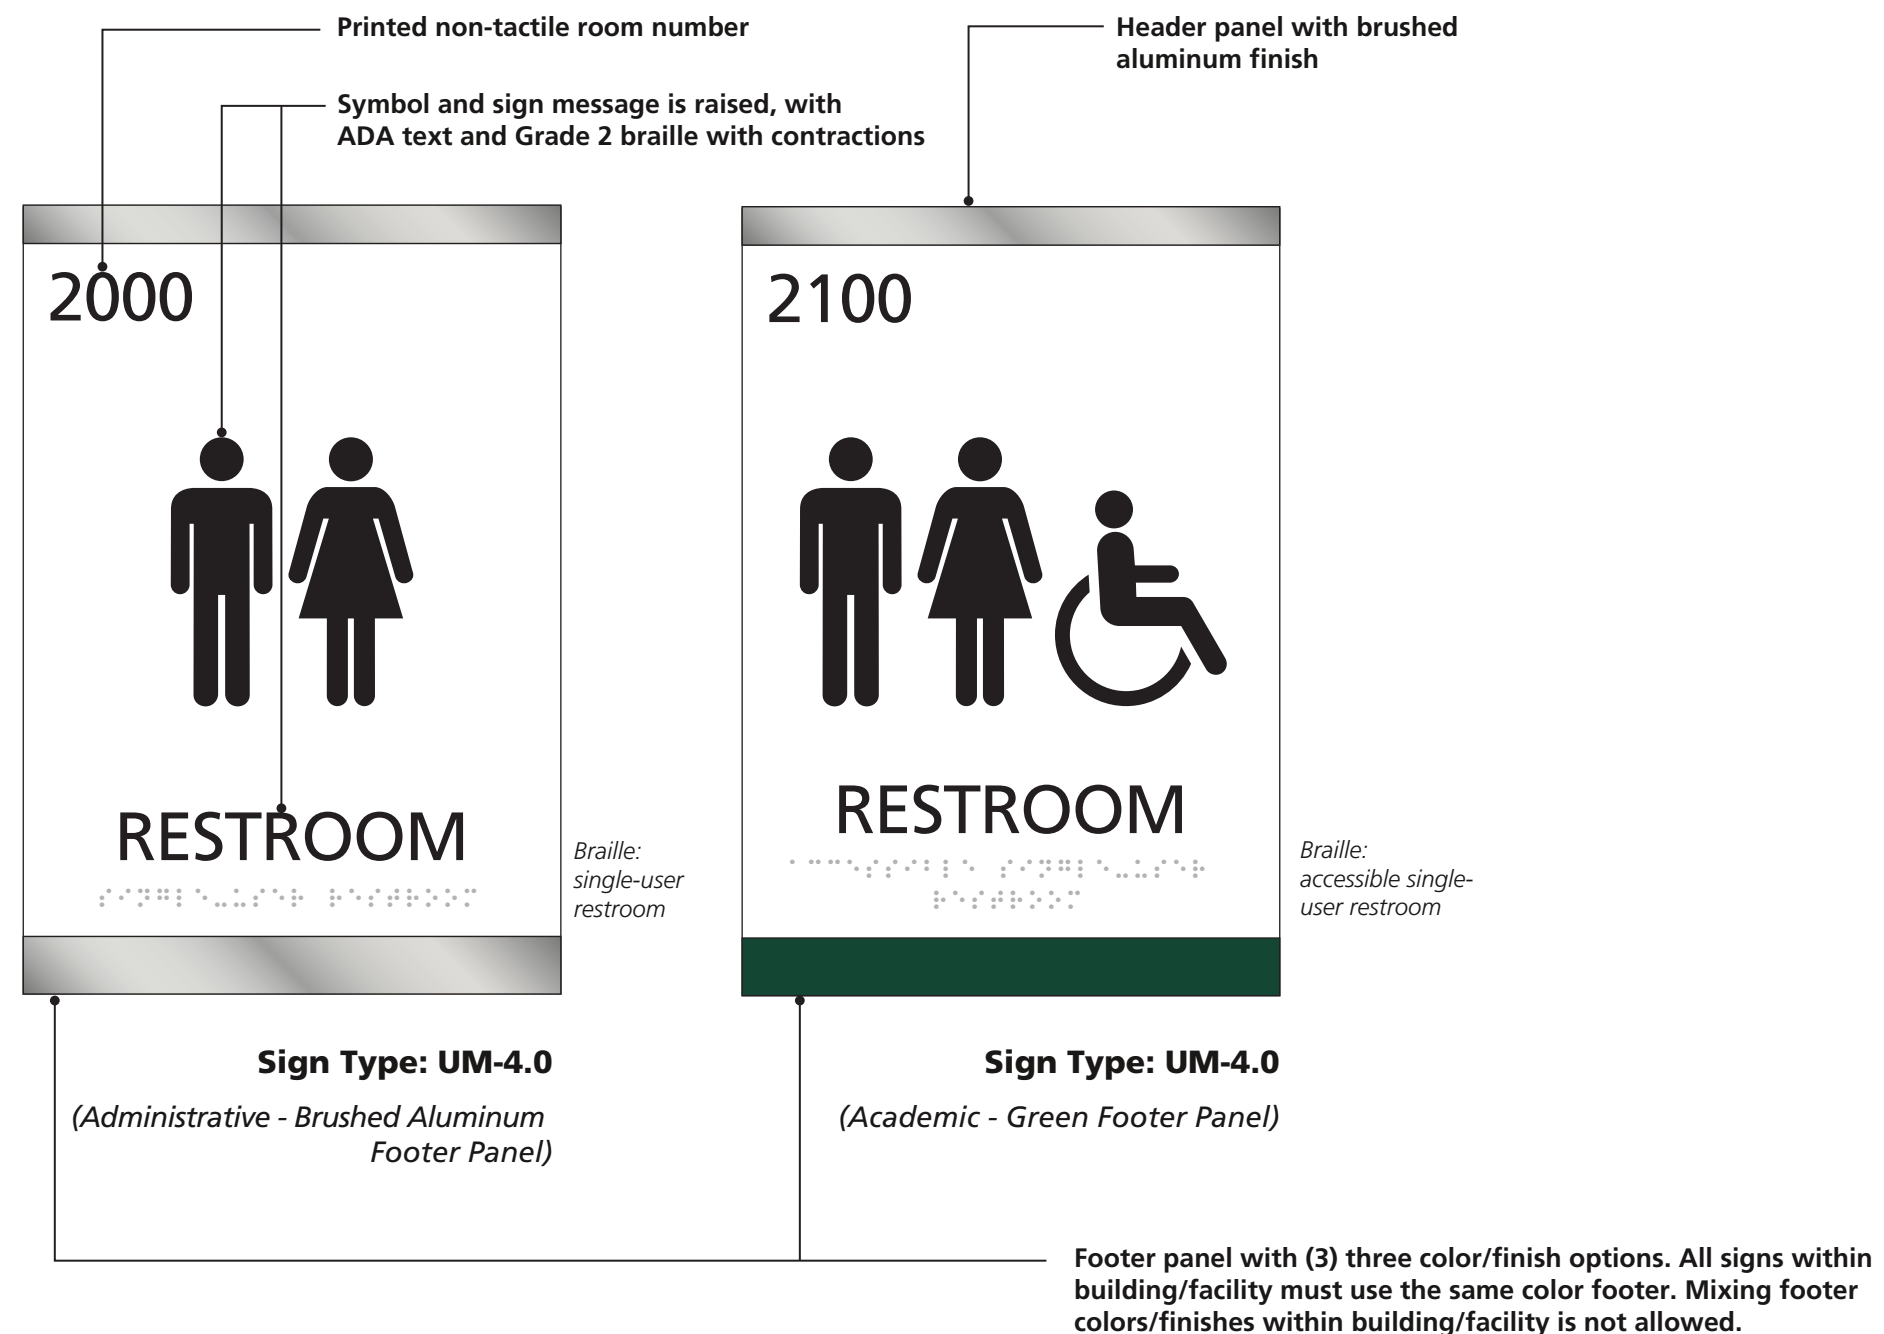 Printed non-tactile room number
Symbol and sign message is raised, with
ADA text and Grade 2 braille with contractions
Header panel with brushed
aluminum finish
2000
RESTROOM
⠎⠊⠝⠛⠇⠑⠤⠥⠎⠑⠗ ⠗⠑⠎⠞⠗⠕⠕⠍
Braille:
single-user
restroom
2100
RESTROOM
⠁⠉⠉⠑⠎⠎⠊⠃⠇⠑ ⠎⠊⠝⠛⠇⠑⠤⠥⠎⠑⠗
⠗⠑⠎⠞⠗⠕⠕⠍
Braille:
accessible single-
user restroom
Sign Type: UM-4.0
(Administrative - Brushed Aluminum
Footer Panel)
Sign Type: UM-4.0
(Academic - Green Footer Panel)
Footer panel with (3) three color/finish options. All signs within
building/facility must use the same color footer. Mixing footer
colors/finishes within building/facility is not allowed.